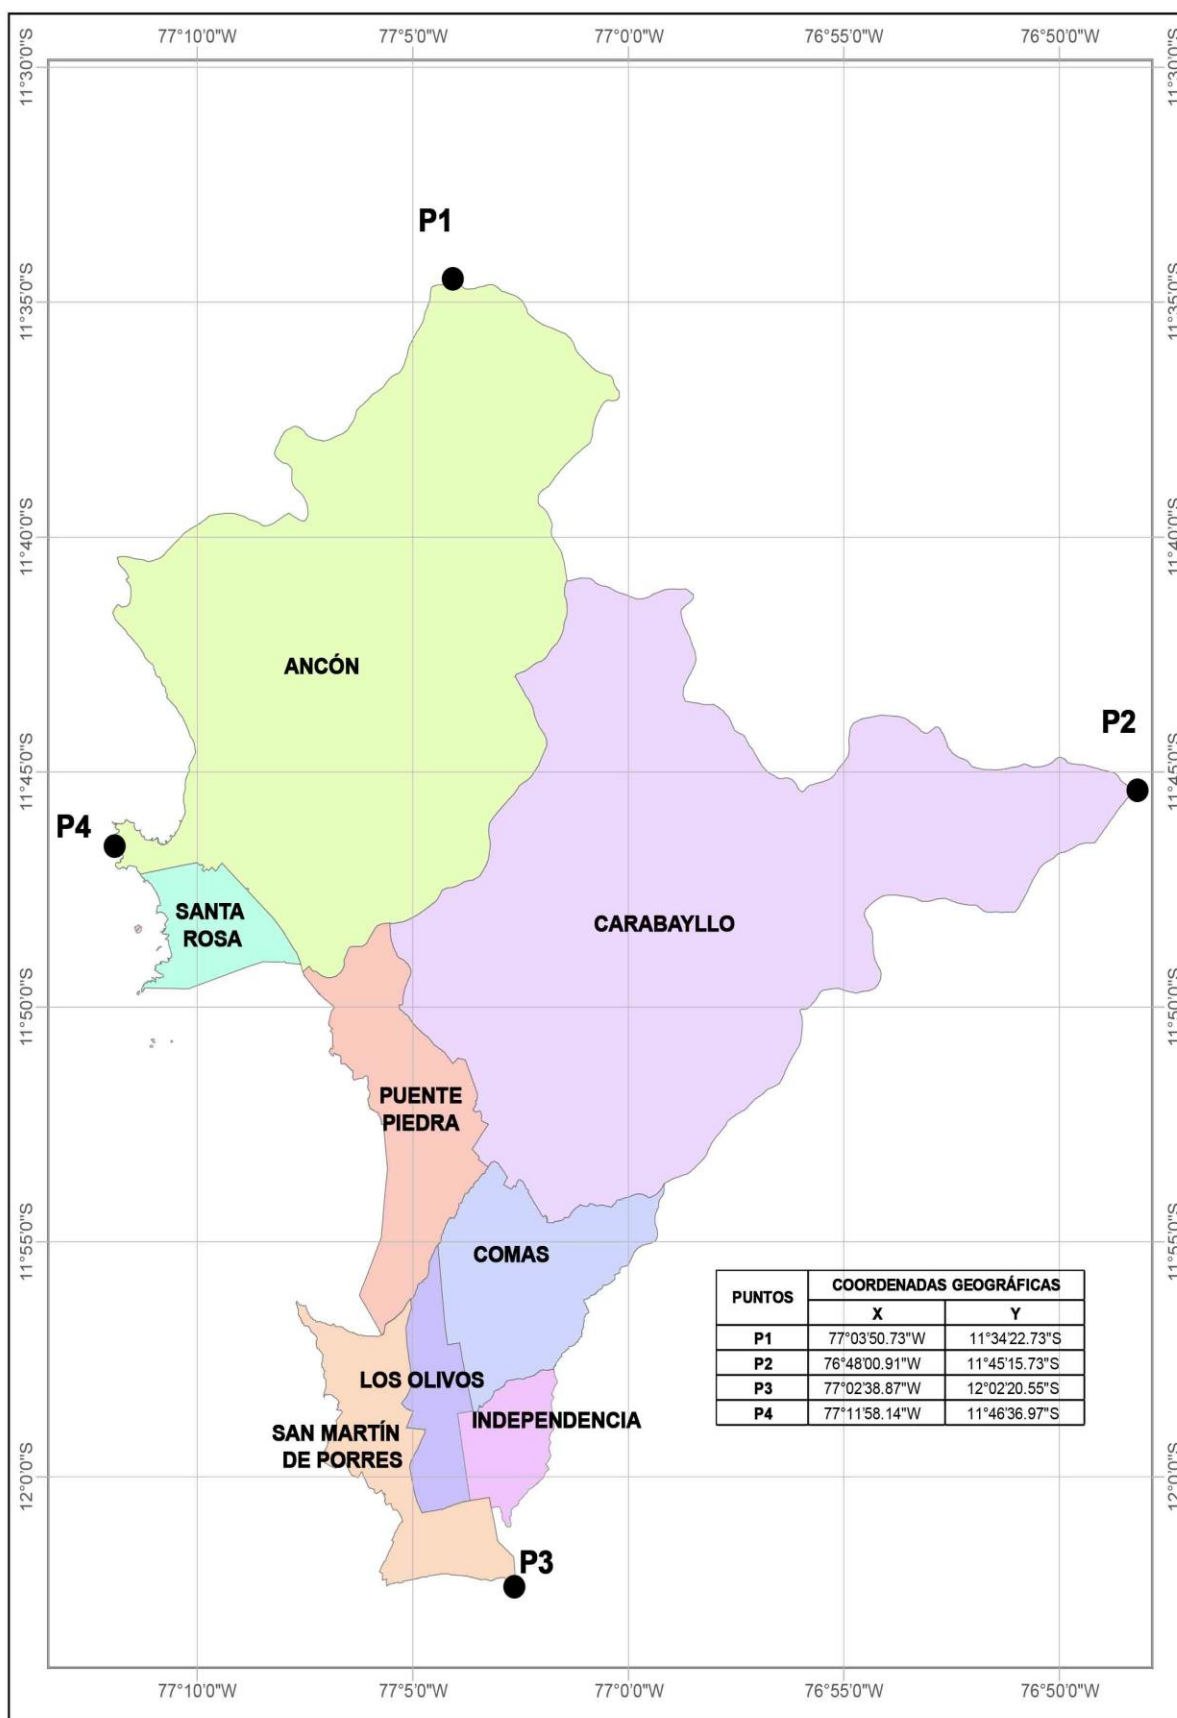 77°10'0"W 77°5'0"W 77°0'0"W 76°55'0"W 76°50'0"W
11°30'0"S 11°30'0"S
P1
11°35'0"S 11°35'0"S
11°40'0"S 11°40'0"S
ANCÓN
P2
11°45'0"S 11°45'0"S
P4
SANTA
ROSA
CARABAYLLO
11°50'0"S 11°50'0"S
PUENTE
PIEDRA
11°55'0"S 11°55'0"S
COMAS
PUNTOS COORDENADAS GEOGRÁFICAS
X Y
P1 77°03'50.73"W 11°34'22.73"S
P2 76°48'00.91"W 11°45'15.73"S
P3 77°02'38.87"W 12°02'20.55"S
P4 77°11'58.14"W 11°46'36.97"S
LOS OLIVOS
INDEPENDENCIA
SAN MARTÍN
DE PORRES
12°0'0"S 12°0'0"S
P3
77°10'0"W 77°5'0"W 77°0'0"W 76°55'0"W 76°50'0"W